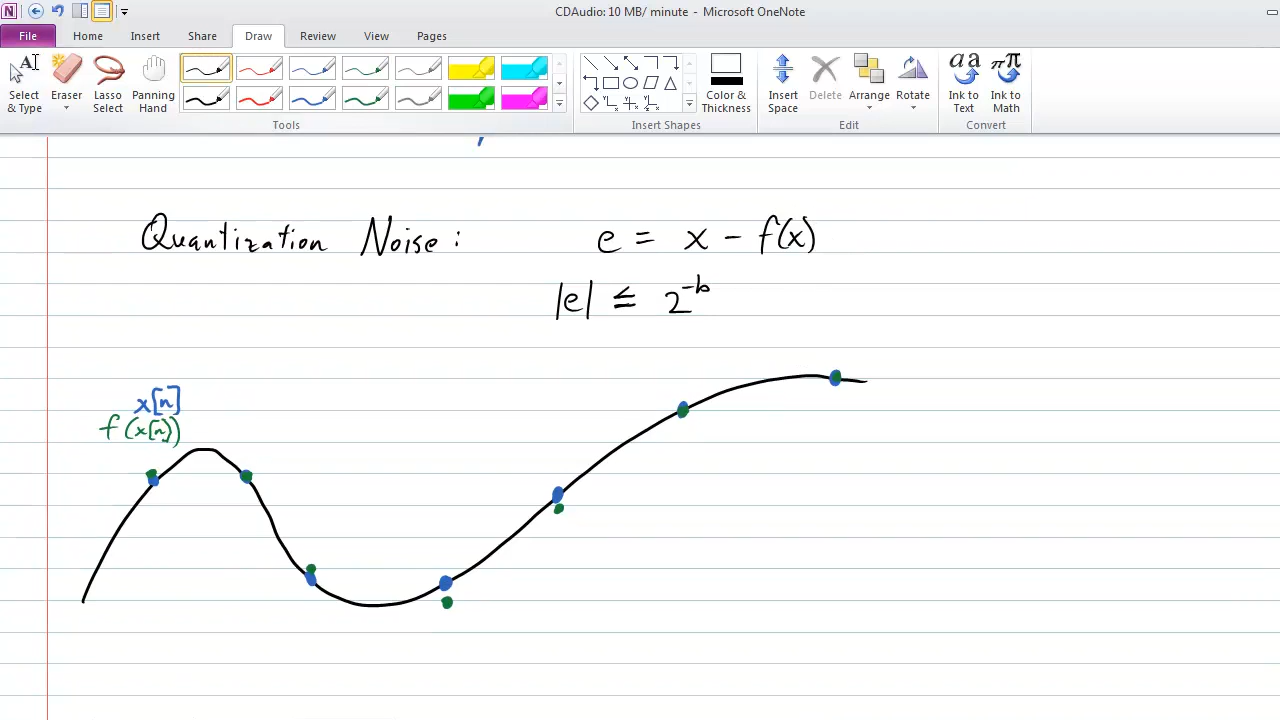 CDAudio: 10 MB/ minute - Microsoft OneNote
File Home Insert Share Draw Review View Pages
Select & Type Eraser Lasso Select Panning Hand Color & Thickness Insert Space Delete Arrange Rotate Ink to Text Ink to Math
Tools Insert Shapes Edit Convert
Quantization Noise: e = x - f(x)
|e| ≤ 2^-b
x[n]
f(x[n])